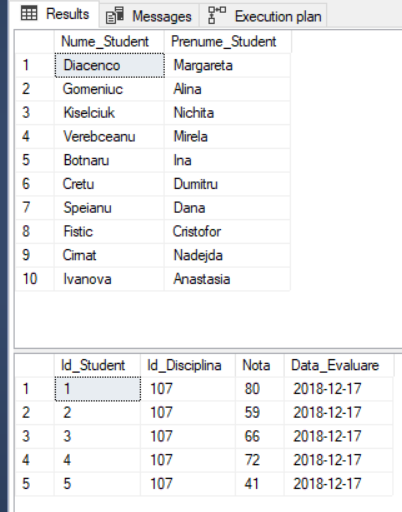 Results Messages Execution plan
Nume_Student Prenume_Student
1 Diacenco Margareta
2 Gomeniuc Alina
3 Kiselciuk Nichita
4 Verebceanu Mirela
5 Botnaru Ina
6 Cretu Dumitru
7 Speianu Dana
8 Fistic Cristofor
9 Cimat Nadejda
10 Ivanova Anastasia
Id_Student Id_Disciplina Nota Data_Evaluare
1 1 107 80 2018-12-17
2 2 107 59 2018-12-17
3 3 107 66 2018-12-17
4 4 107 72 2018-12-17
5 5 107 41 2018-12-17